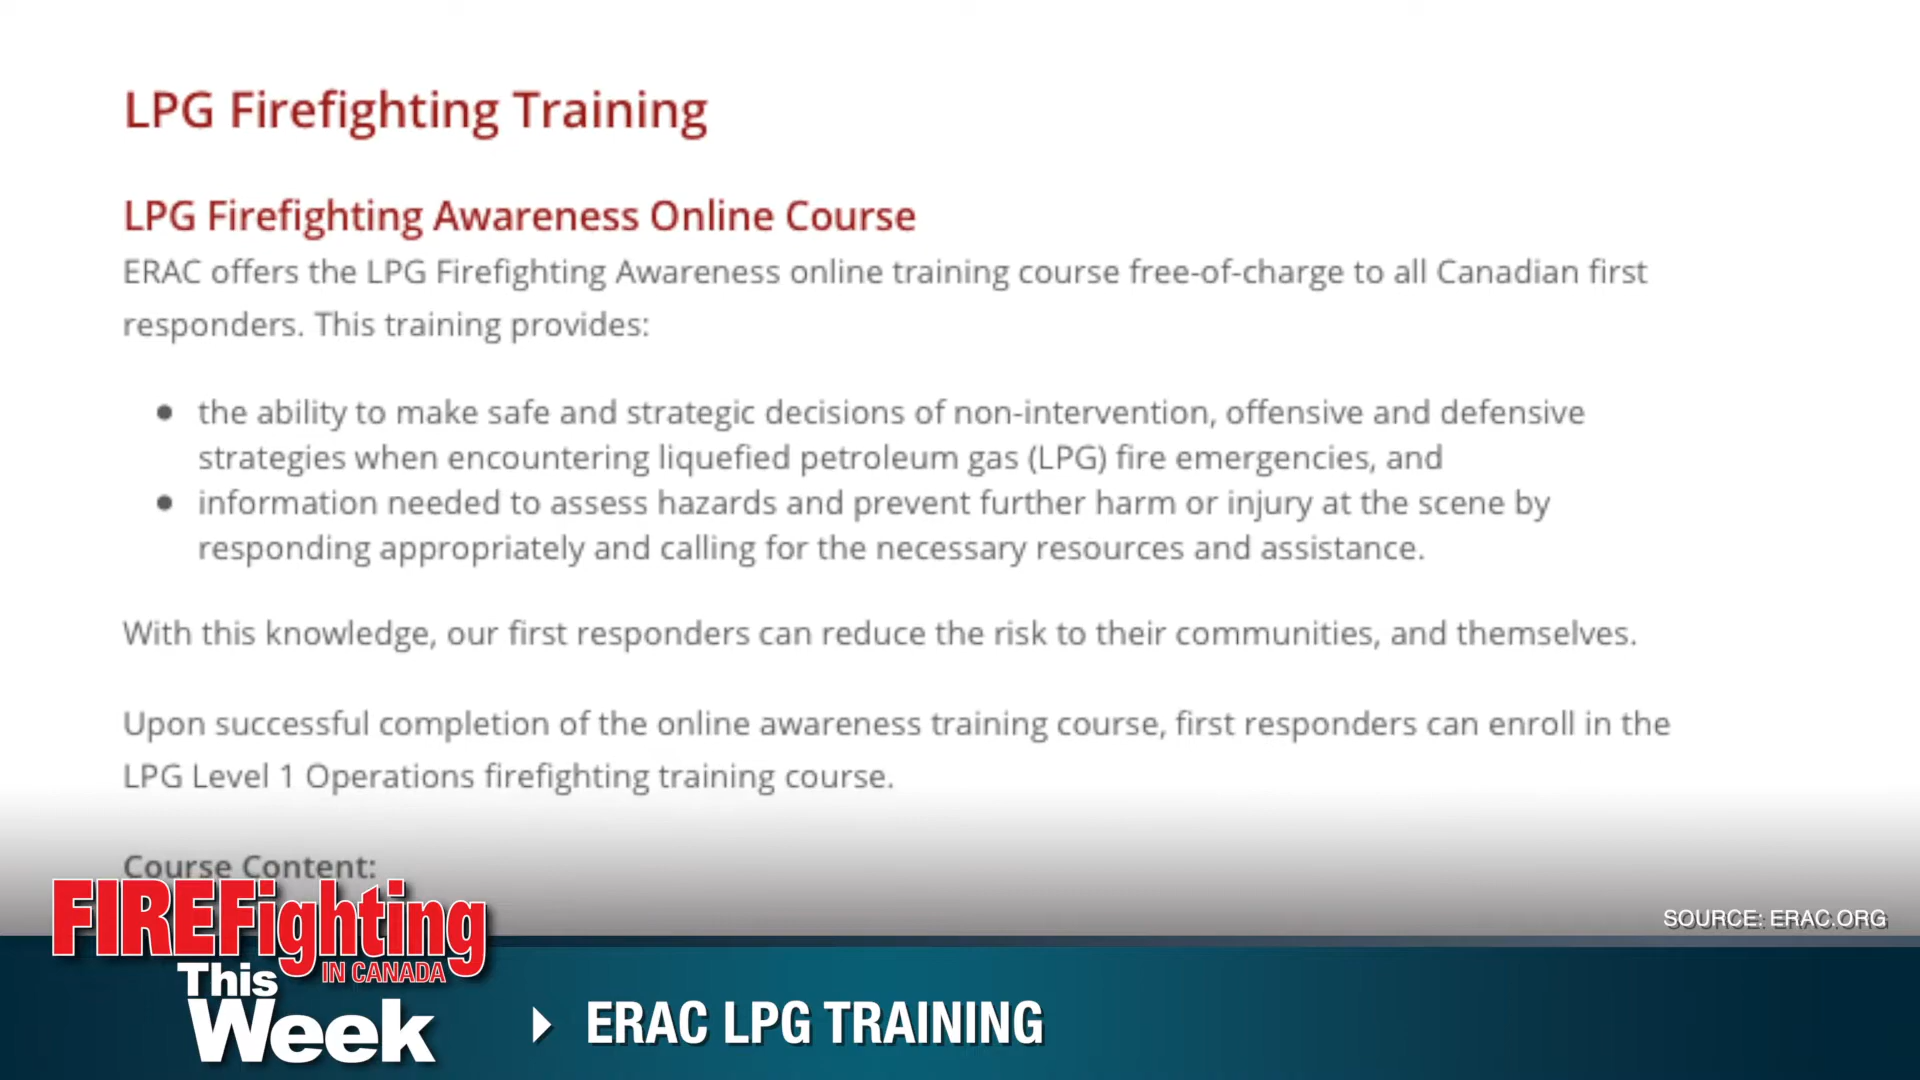 LPG Firefighting Training
LPG Firefighting Awareness Online Course
ERAC offers the LPG Firefighting Awareness online training course free-of-charge to all Canadian first
responders. This training provides:
• the ability to make safe and strategic decisions of non-intervention, offensive and defensive
strategies when encountering liquefied petroleum gas (LPG) fire emergencies, and
• information needed to assess hazards and prevent further harm or injury at the scene by
responding appropriately and calling for the necessary resources and assistance.
With this knowledge, our first responders can reduce the risk to their communities, and themselves.
Upon successful completion of the online awareness training course, first responders can enroll in the
LPG Level 1 Operations firefighting training course.
Course Content:
SOURCE: ERAC.ORG
FIREFighting
IN CANADA
This
Week
ERAC LPG TRAINING